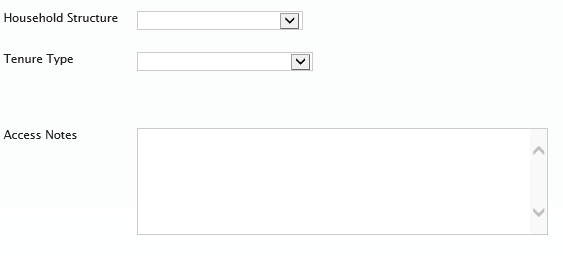 Household Structure
Tenure Type
Access Notes